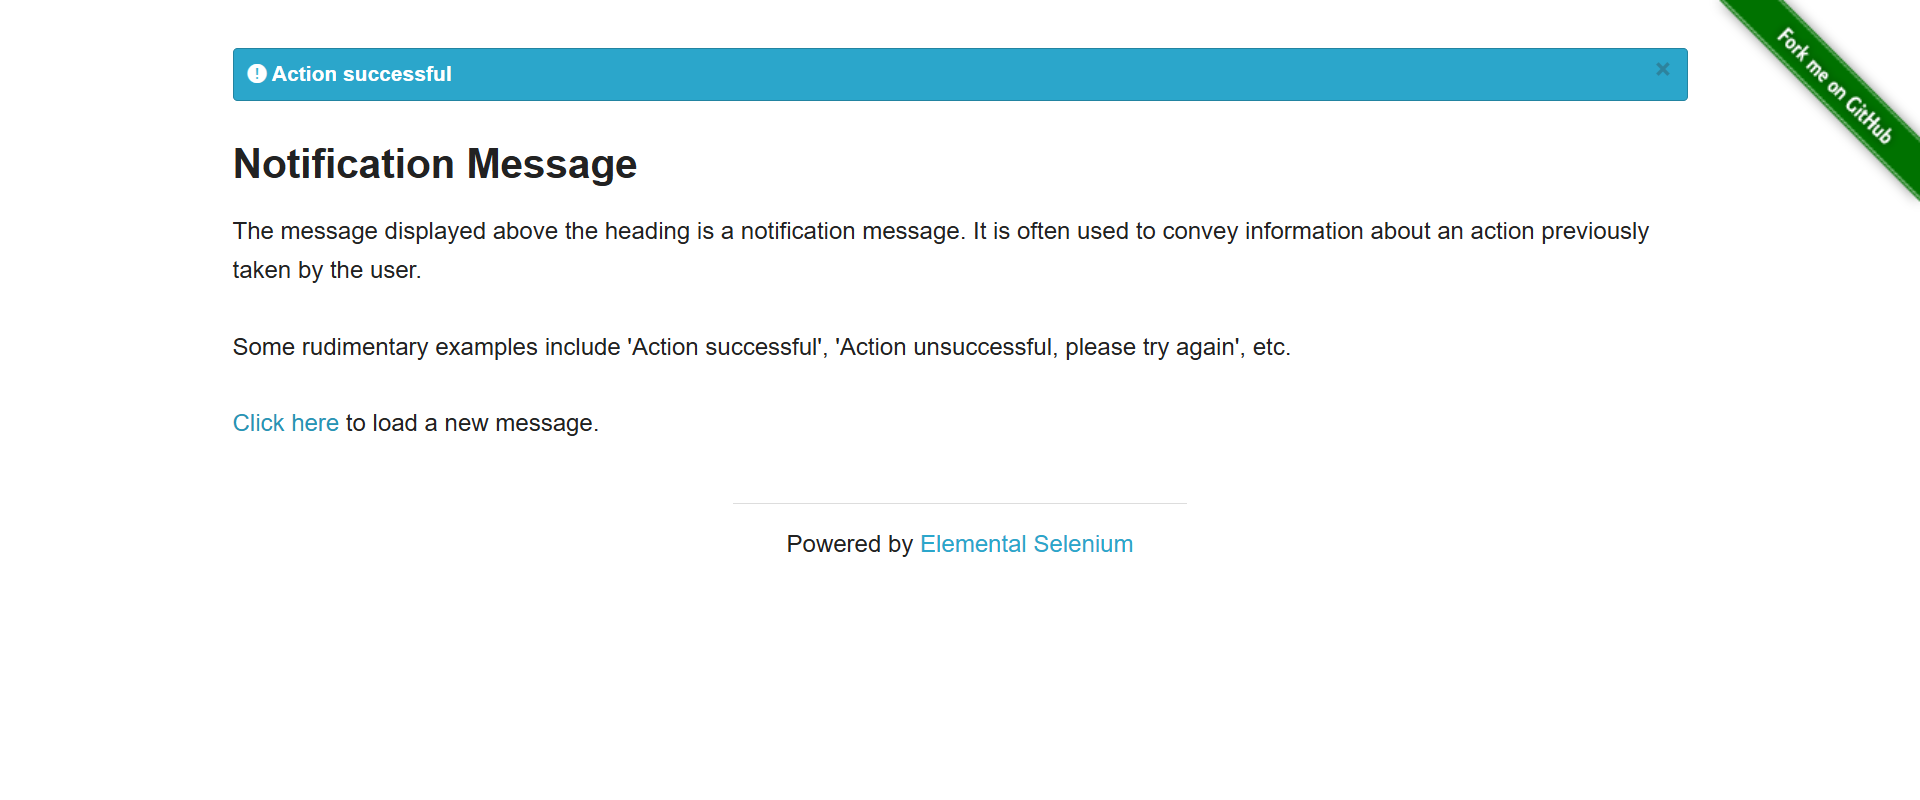 Action successful ×
Fork me on GitHub
Notification Message
The message displayed above the heading is a notification message. It is often used to convey information about an action previously
taken by the user.
Some rudimentary examples include 'Action successful', 'Action unsuccessful, please try again', etc.
Click here to load a new message.
Powered by Elemental Selenium